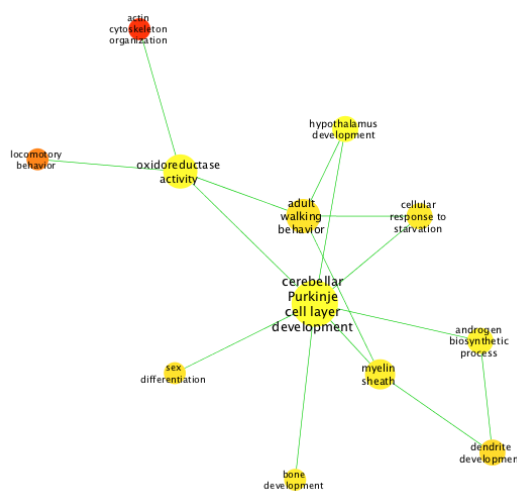 actin
cytoskeleton
organization
hypothalamus
development
locomotory
behavior
oxidoreductase
activity
adult
walking
behavior
cellular
response to
starvation
cerebellar
Purkinje
cell layer
development
androgen
biosynthetic
process
sex
differentiation
myelin
sheath
dendrite
development
bone
development